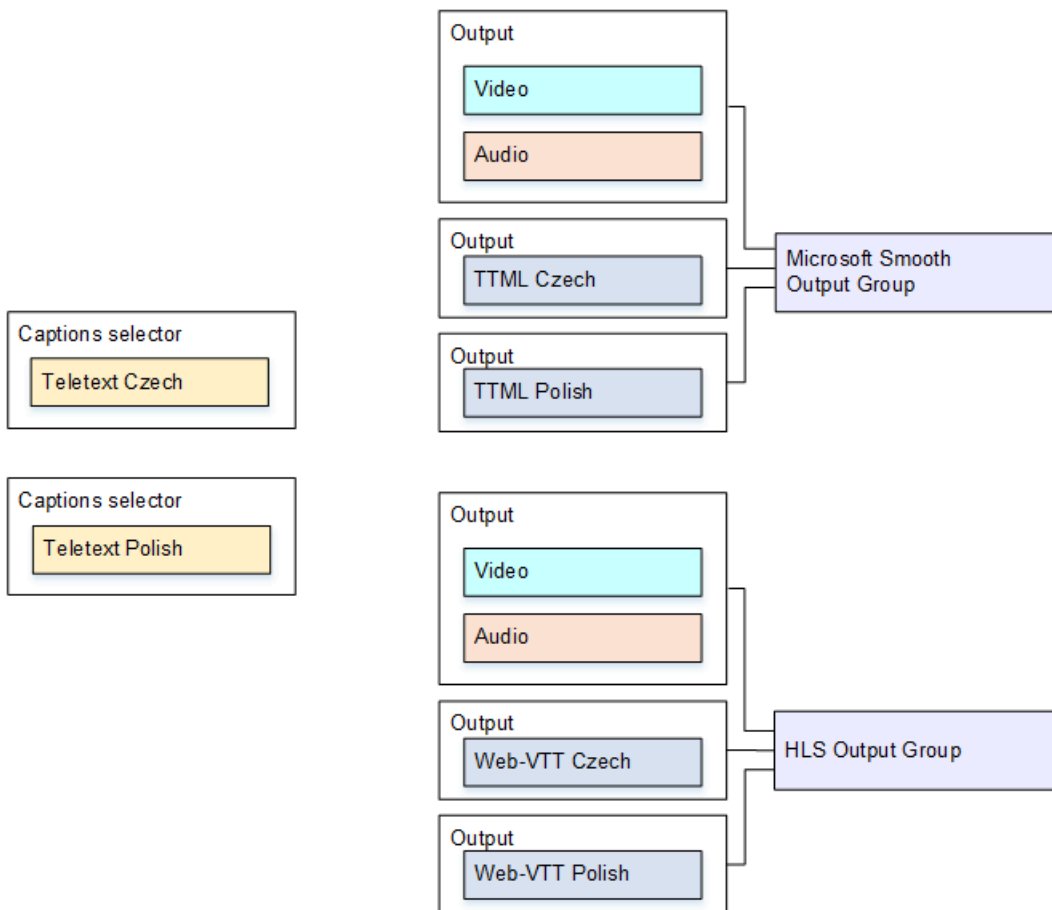 Captions selector
Teletext Czech
Captions selector
Teletext Polish
Output
Video
Audio
Output
TTML Czech
Output
TTML Polish
Microsoft Smooth
Output Group
Output
Video
Audio
Output
Web-VTT Czech
Output
Web-VTT Polish
HLS Output Group